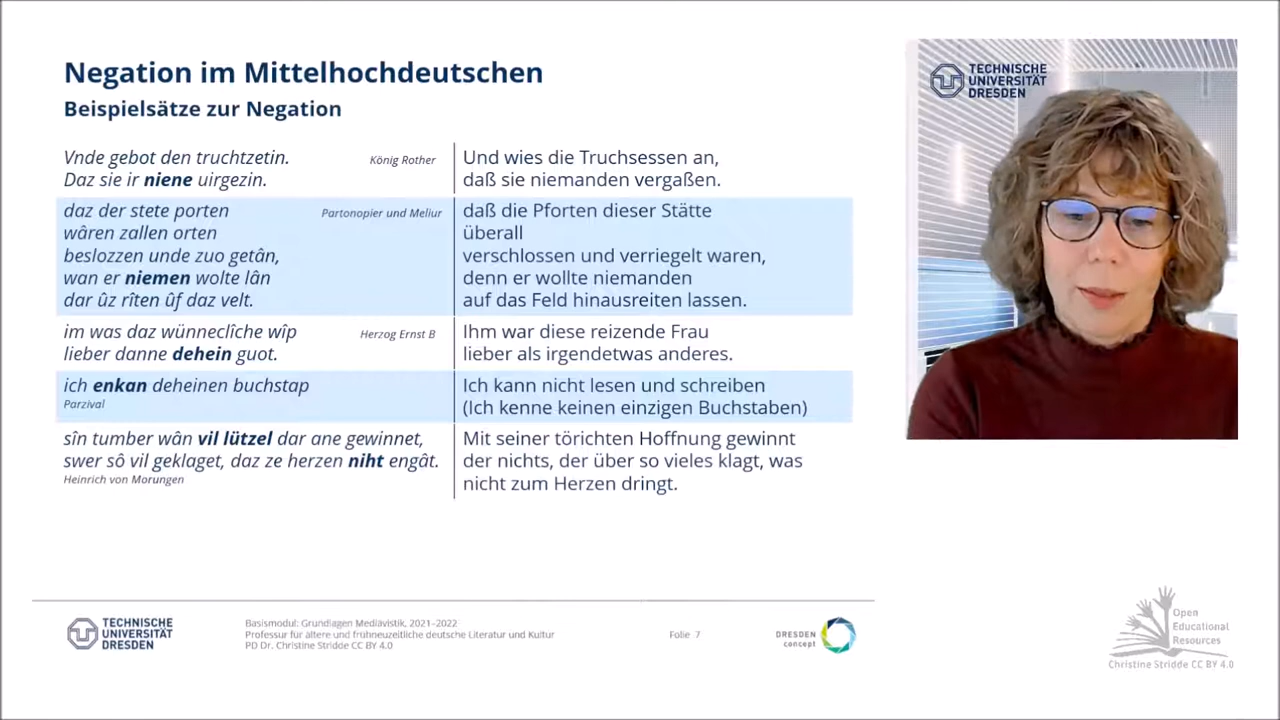 Negation im Mittelhochdeutschen
Beispielsätze zur Negation
Vnde gebot den truchtzetin. König Rother
Daz sie ir niene uirgezin.
Und wies die Truchsessen an,
daß sie niemanden vergaßen.
daz der stete porten Partonopier und Meliur
wâren zallen orten
beslozzen unde zuo getân,
wan er niemen wolte lân
dar ûz rîten ûf daz velt.
daß die Pforten dieser Stätte
überall
verschlossen und verriegelt waren,
denn er wollte niemanden
auf das Feld hinausreiten lassen.
im was daz wünneclîche wîp Herzog Ernst B
lieber danne dehein guot.
Ihm war diese reizende Frau
lieber als irgendetwas anderes.
ich enkan deheinen buchstap
Parzival
Ich kann nicht lesen und schreiben
(Ich kenne keinen einzigen Buchstaben)
sîn tumber wân vil lützel dar ane gewinnet,
swer sô vil geklaget, daz ze herzen niht engât.
Heinrich von Morungen
Mit seiner törichten Hoffnung gewinnt
der nichts, der über so vieles klagt, was
nicht zum Herzen dringt.
TECHNISCHE
UNIVERSITÄT
DRESDEN
TECHNISCHE
UNIVERSITÄT
DRESDEN
Basismodul: Grundlagen Mediävistik, 2021–2022
Professur für ältere und frühneuzeitliche deutsche Literatur und Kultur
PD Dr. Christine Stridde CC BY 4.0
Folie 7
DRESDEN
concept
Open
Educational
Resources
Christine Stridde CC BY 4.0